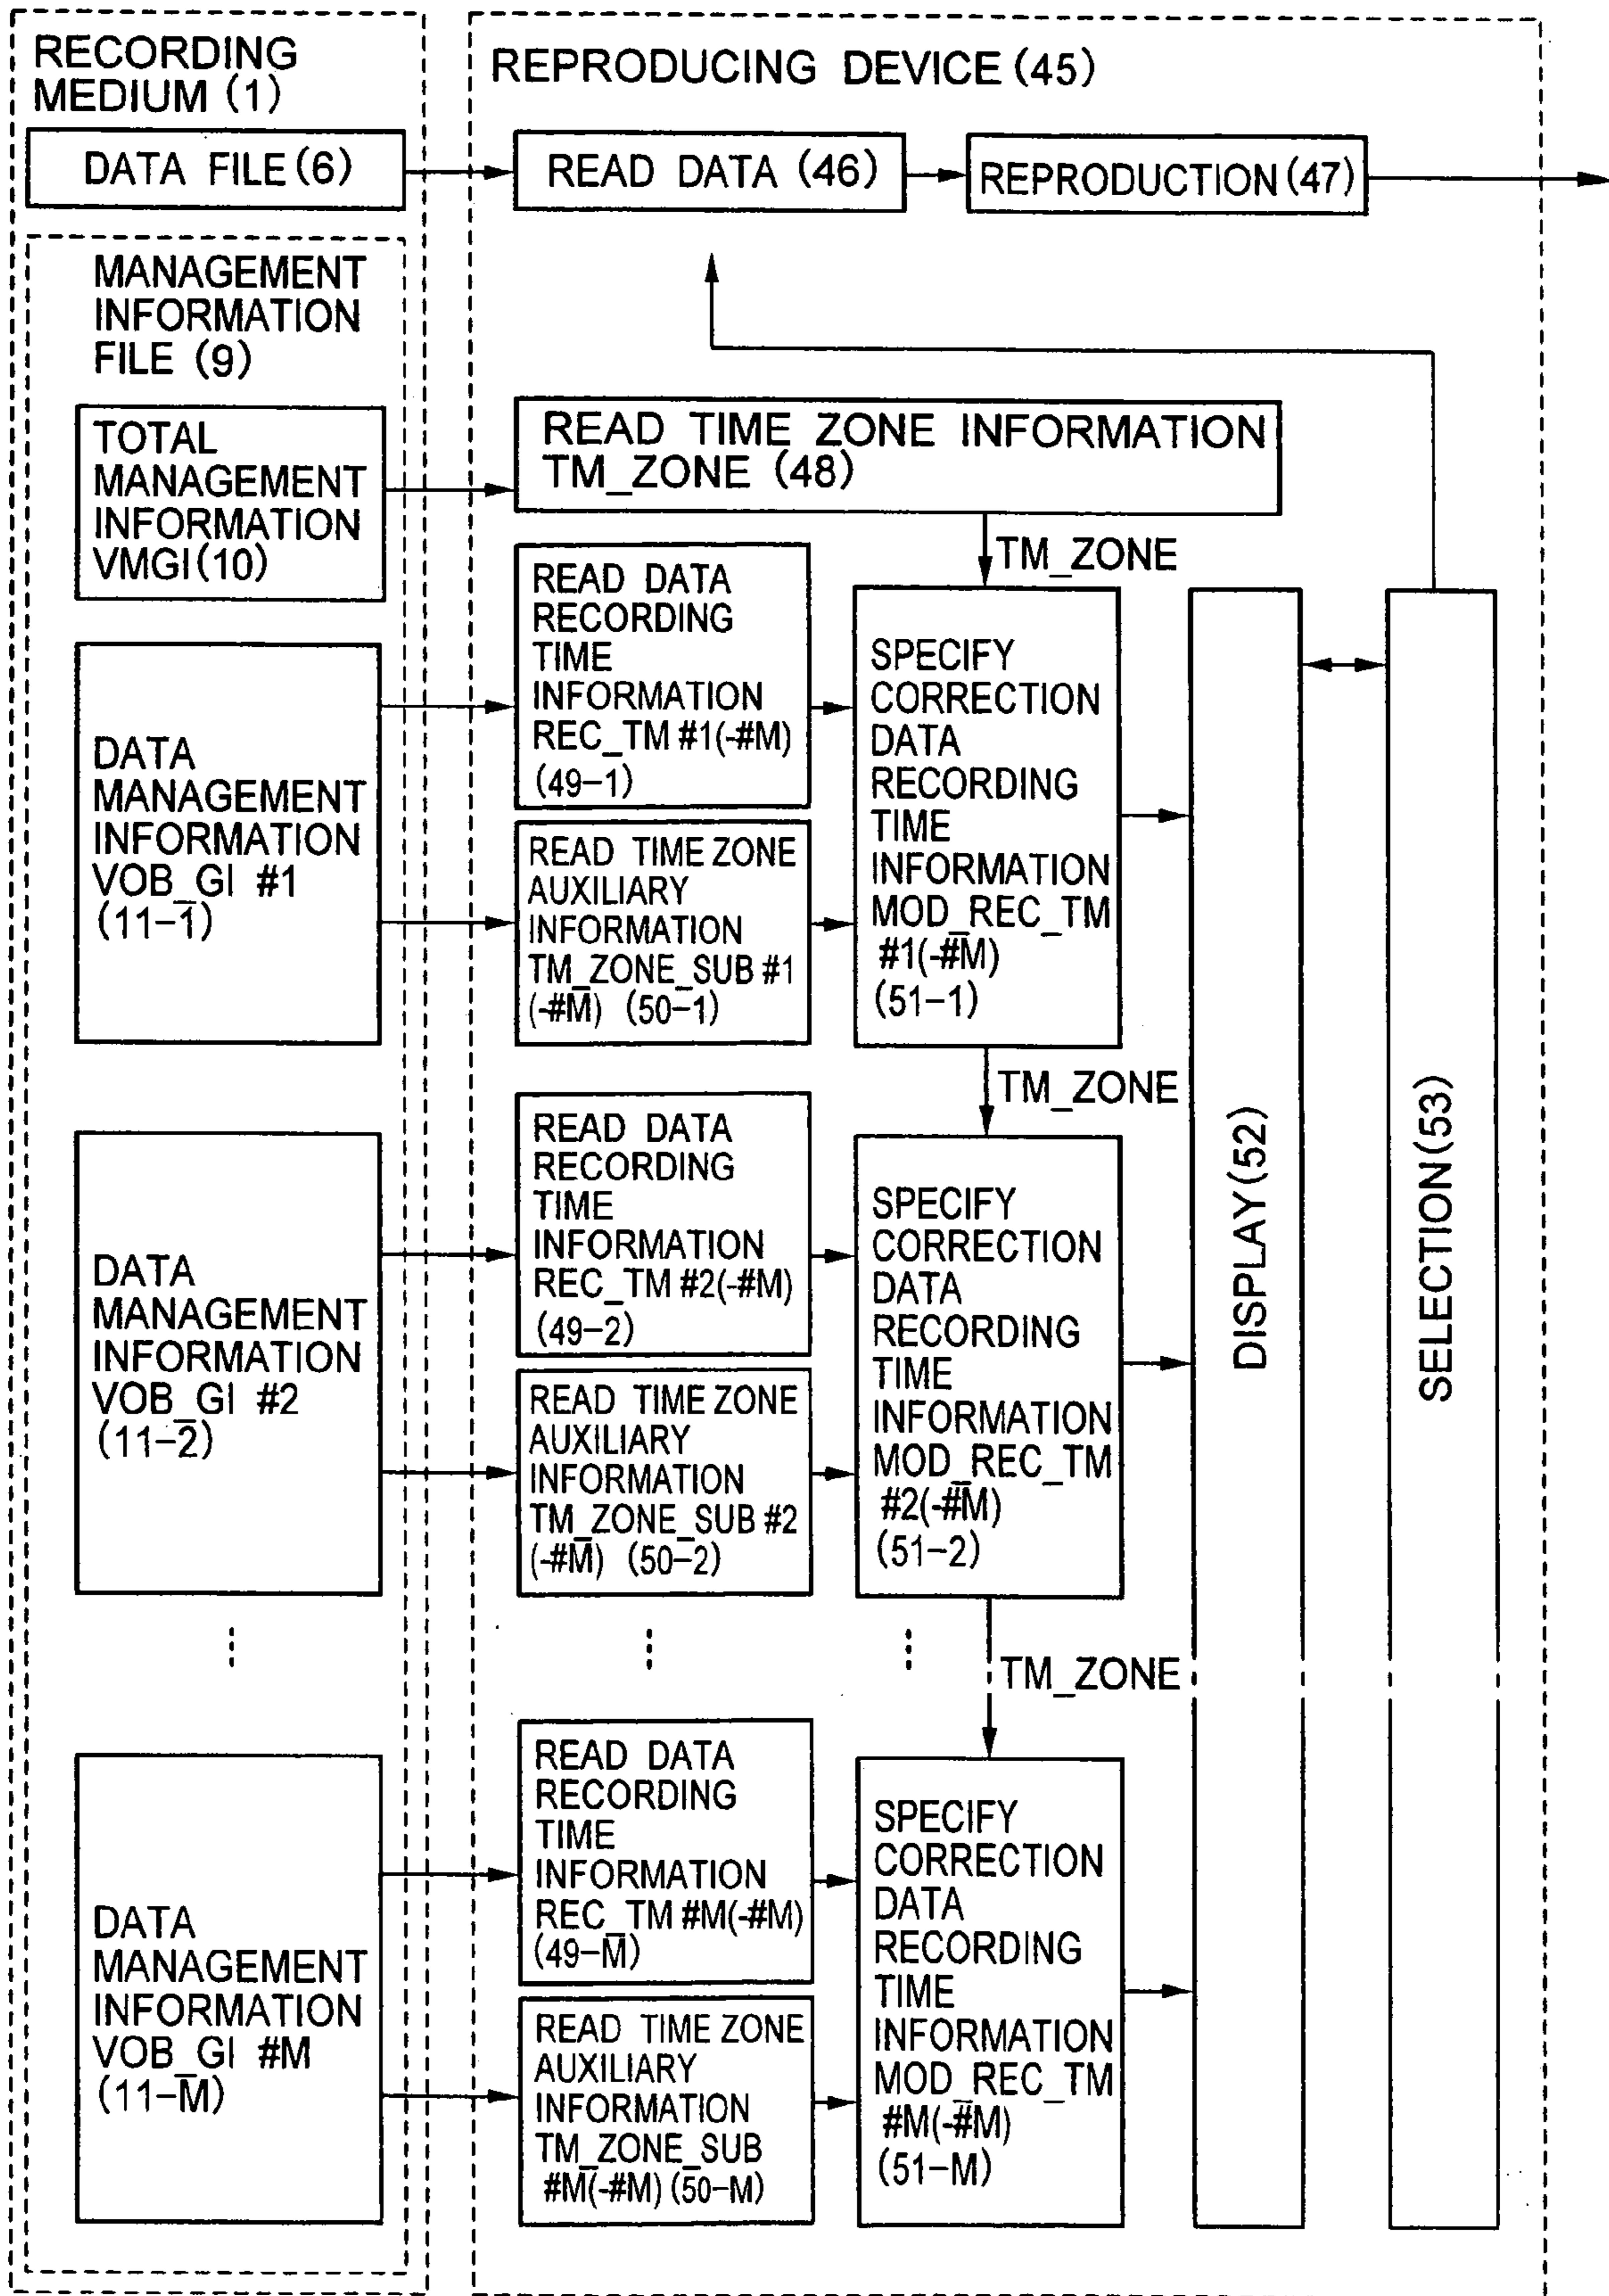 RECORDING
MEDIUM (1)
REPRODUCING DEVICE (45)
DATA FILE (6)
READ DATA (46)
REPRODUCTION (47)
MANAGEMENT
INFORMATION
FILE (9)
TOTAL
MANAGEMENT
INFORMATION
VMGI (10)
READ TIME ZONE INFORMATION
TM_ZONE (48)
TM_ZONE
DATA
MANAGEMENT
INFORMATION
VOB_GI #1
(11-1)
READ DATA
RECORDING
TIME
INFORMATION
REC_TM #1(-#M)
(49-1)
READ TIME ZONE
AUXILIARY
INFORMATION
TM_ZONE_SUB #1
(-#M) (50-1)
SPECIFY
CORRECTION
DATA
RECORDING
TIME
INFORMATION
MOD_REC_TM
#1(-#M)
(51-1)
TM_ZONE
DATA
MANAGEMENT
INFORMATION
VOB_GI #2
(11-2)
READ DATA
RECORDING
TIME
INFORMATION
REC_TM #2(-#M)
(49-2)
READ TIME ZONE
AUXILIARY
INFORMATION
TM_ZONE_SUB #2
(-#M) (50-2)
SPECIFY
CORRECTION
DATA
RECORDING
TIME
INFORMATION
MOD_REC_TM
#2(-#M)
(51-2)
TM_ZONE
DATA
MANAGEMENT
INFORMATION
VOB_GI #M
(11-M)
READ DATA
RECORDING
TIME
INFORMATION
REC_TM #M(-#M)
(49-M)
READ TIME ZONE
AUXILIARY
INFORMATION
TM_ZONE_SUB
#M(-#M) (50-M)
SPECIFY
CORRECTION
DATA
RECORDING
TIME
INFORMATION
MOD_REC_TM
#M(-#M)
(51-M)
DISPLAY (52)
SELECTION (53)